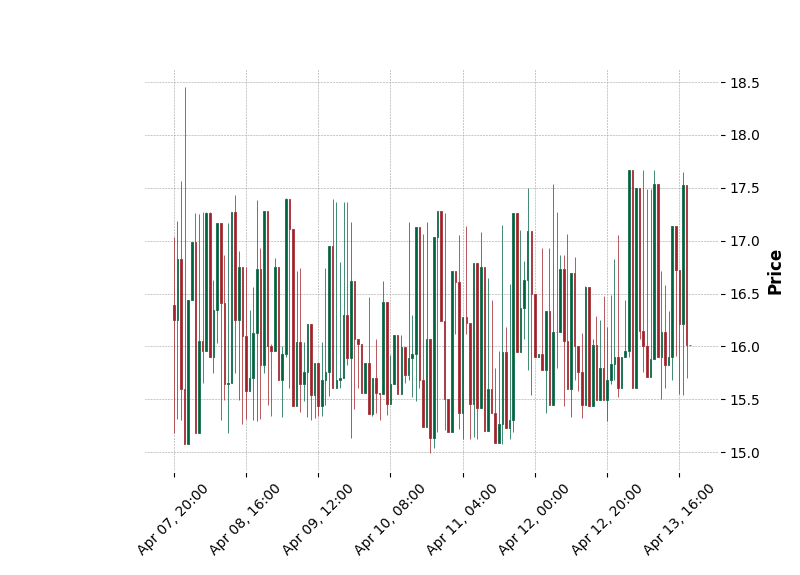 18.5
18.0
17.5
17.0
16.5
16.0
15.5
15.0
Price
Apr 07, 20:00
Apr 08, 16:00
Apr 09, 12:00
Apr 10, 08:00
Apr 11, 04:00
Apr 12, 00:00
Apr 12, 20:00
Apr 13, 16:00